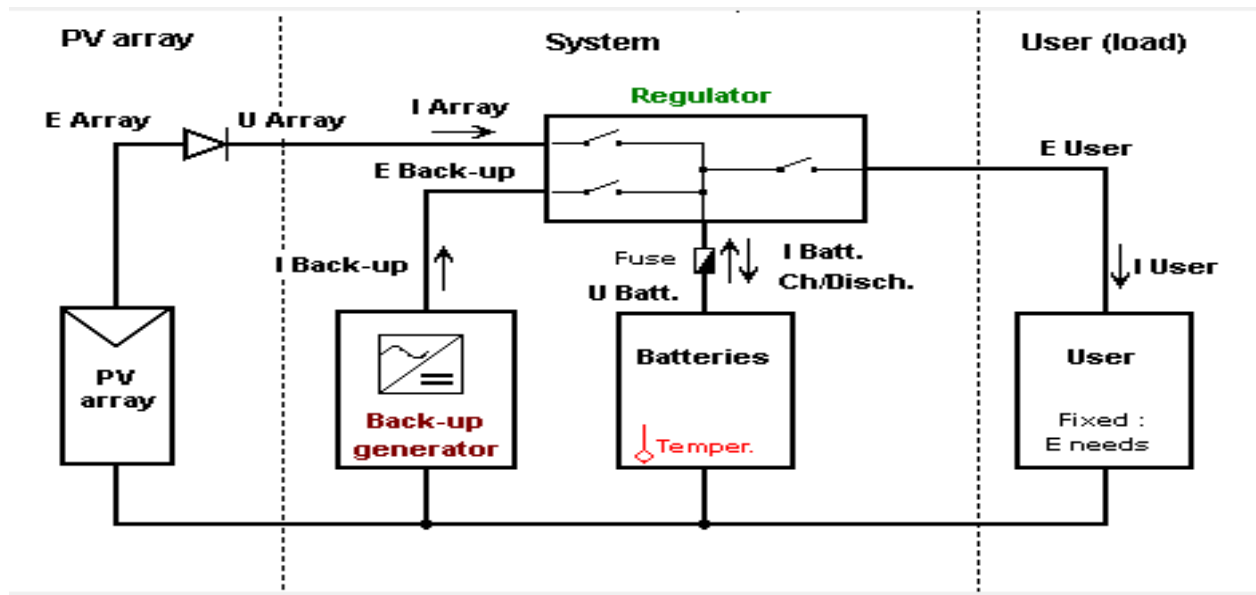 PV array
System
User (load)
Regulator
I Array
E Array
U Array
E User
E Back-up
I Back-up
Fuse
I Batt.
Ch/Disch.
U Batt.
I User
PV
array
Back-up
generator
Batteries
Temper.
User
Fixed :
E needs